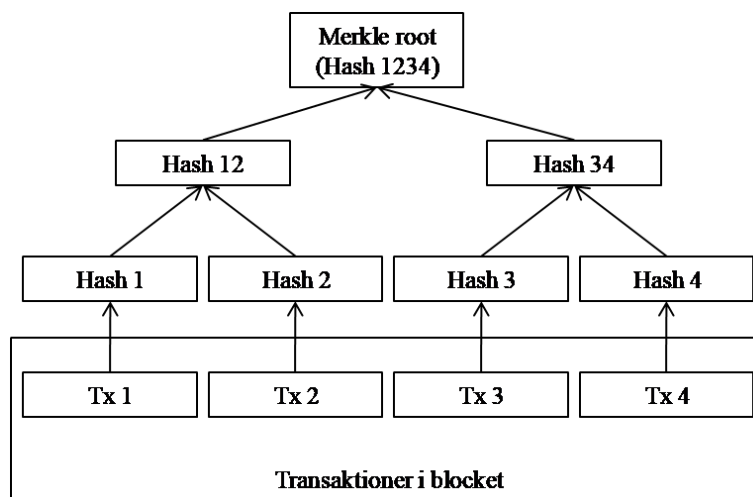 Merkle root
(Hash 1234)
Hash 12
Hash 34
Hash 1
Hash 2
Hash 3
Hash 4
Tx 1
Tx 2
Tx 3
Tx 4
Transaktioner i blocket